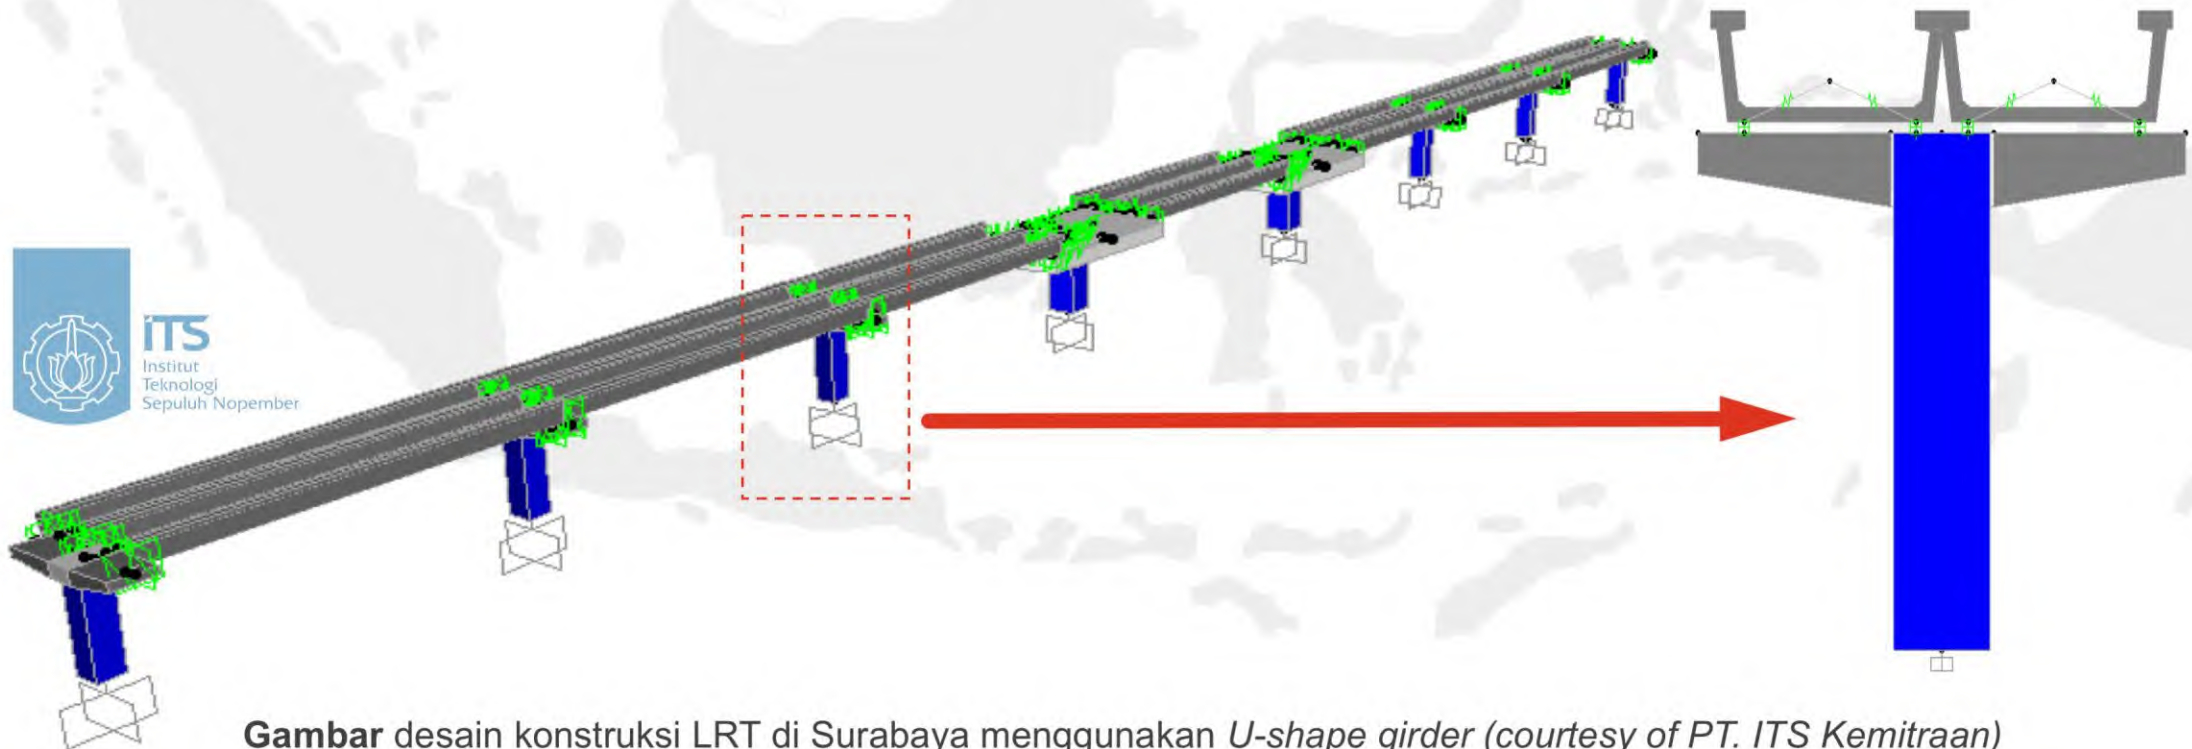 iTS
Institut
Teknologi
Sepuluh Nopember
Gambar desain konstruksi LRT di Surabaya menggunakan U-shape girder (courtesy of PT. ITS Kemitraan)